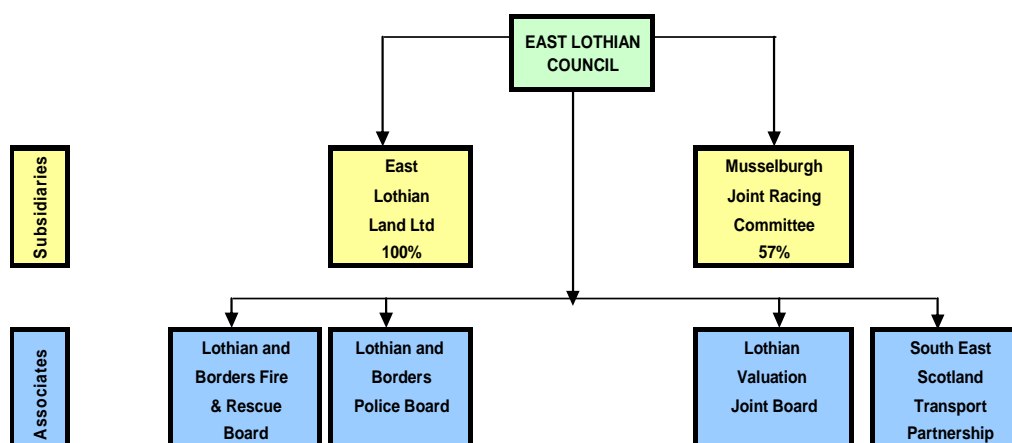 EAST LOTHIAN
COUNCIL
Subsidiaries
East
Lothian
Land Ltd
100%
Musselburgh
Joint Racing
Committee
57%
Associates
Lothian and
Borders Fire
& Rescue
Board
Lothian and
Borders
Police Board
Lothian
Valuation
Joint Board
South East
Scotland
Transport
Partnership